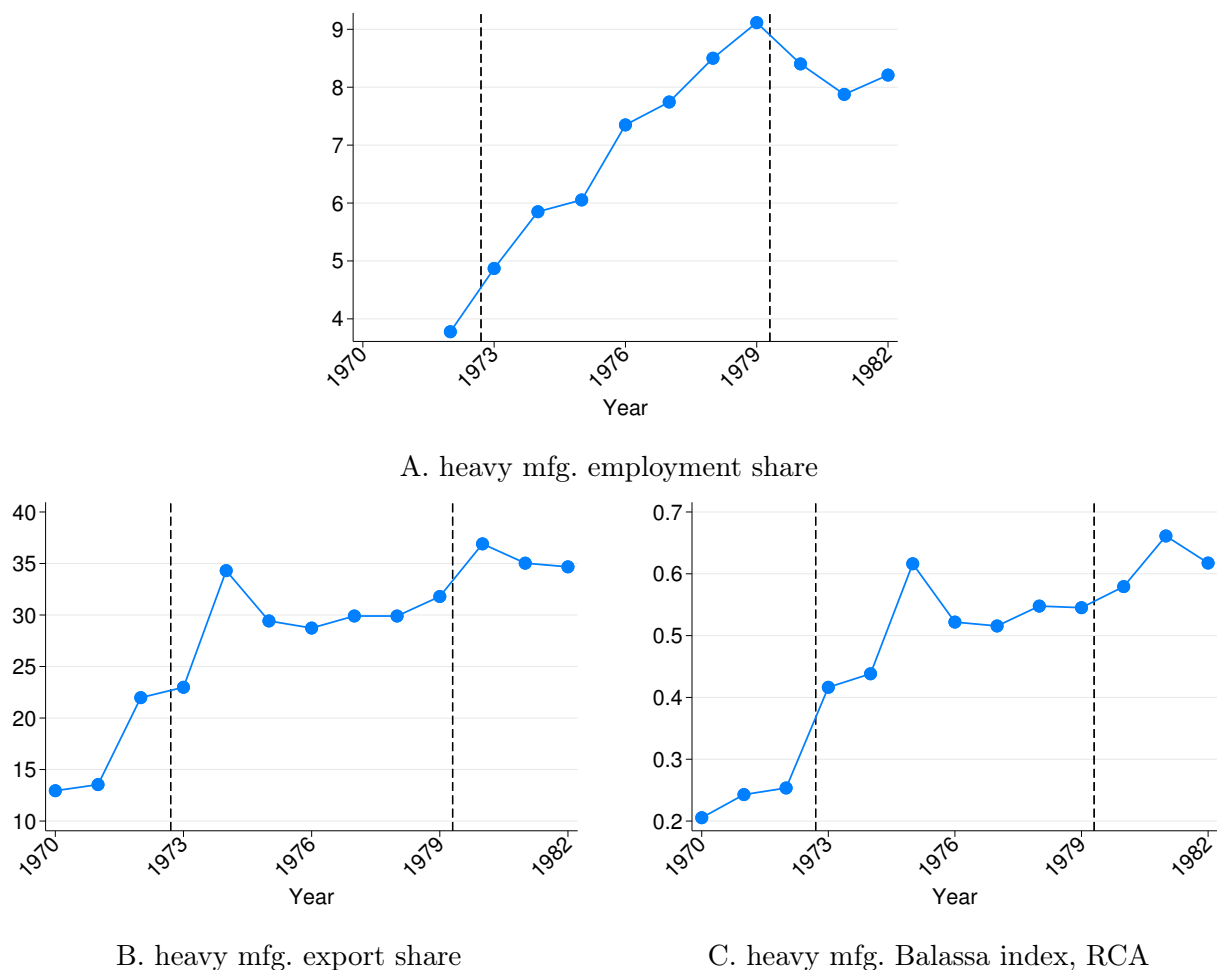 9
8
7
6
5
4
1970 1973 1976 1979 1982
Year
A. heavy mfg. employment share
40
35
30
25
20
15
10
1970 1973 1976 1979 1982
Year
B. heavy mfg. export share
0.7
0.6
0.5
0.4
0.3
0.2
1970 1973 1976 1979 1982
Year
C. heavy mfg. Balassa index, RCA